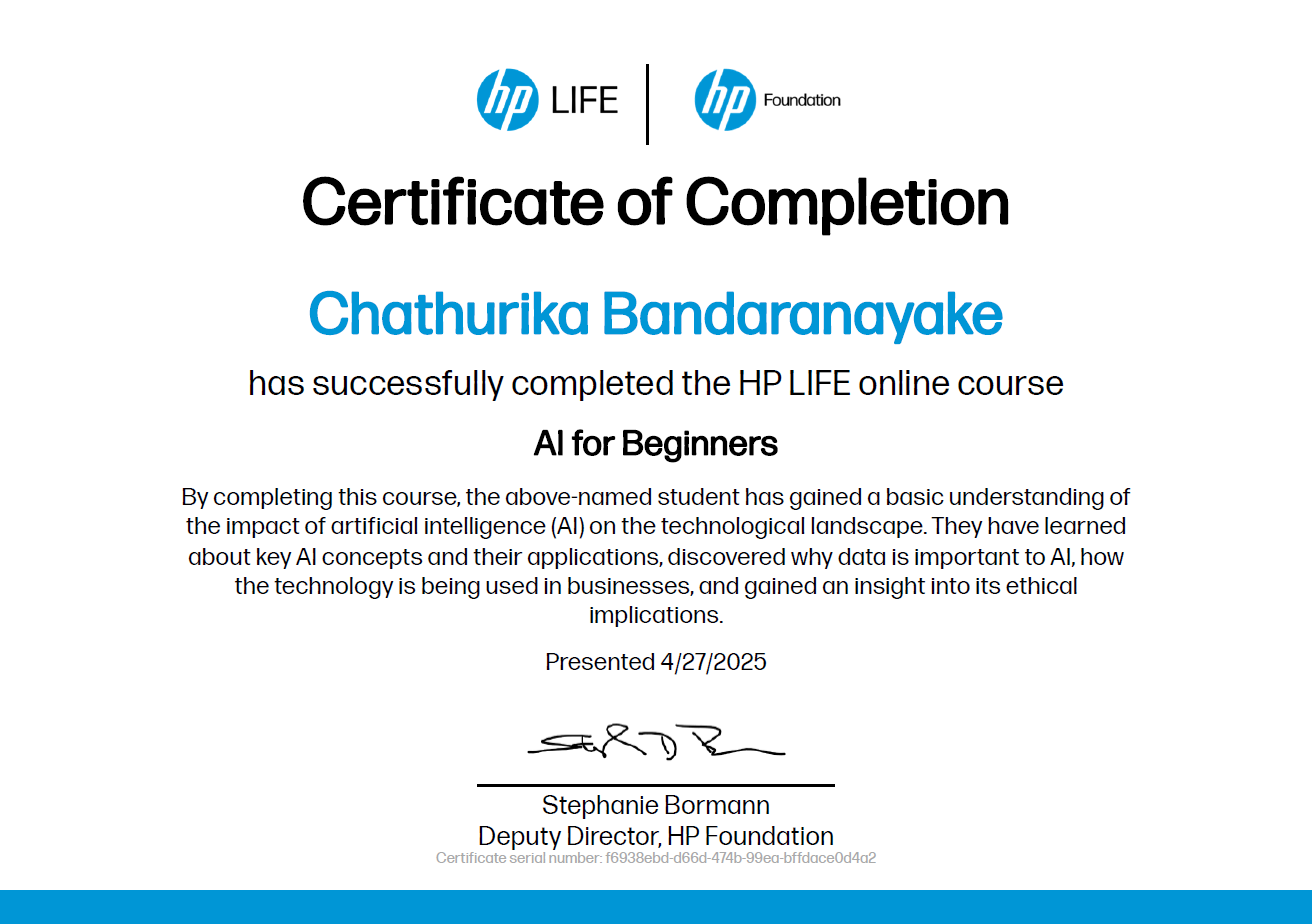 hp LIFE
hp Foundation
Certificate of Completion
Chathurika Bandaranayake
has successfully completed the HP LIFE online course
AI for Beginners
By completing this course, the above-named student has gained a basic understanding of
the impact of artificial intelligence (AI) on the technological landscape. They have learned
about key AI concepts and their applications, discovered why data is important to AI, how
the technology is being used in businesses, and gained an insight into its ethical
implications.
Presented 4/27/2025
Stephanie Bormann
Deputy Director, HP Foundation
Certificate serial number: f6938ebd-d66d-474b-99ea-bffdace0d4a2